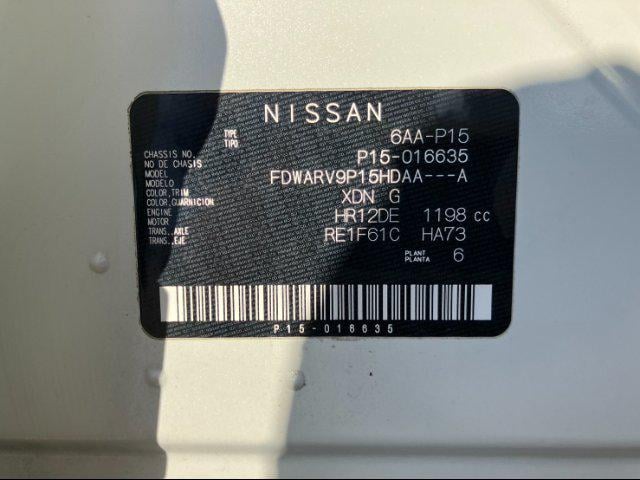 NISSAN
TYPE 6AA-P15
TIPO
CHASSIS NO. P15-016635
NO DE CHASSIS
MODEL FDWARV9P15HDAA---A
MODELO
COLOR,TRIM XDN G
COLOR,GUARNICION
ENGINE HR12DE 1198 cc
MOTOR
TRANS.,AXLE RE1F61C HA73
TRANS.,EJE
PLANT 6
PLANTA
P15-016635